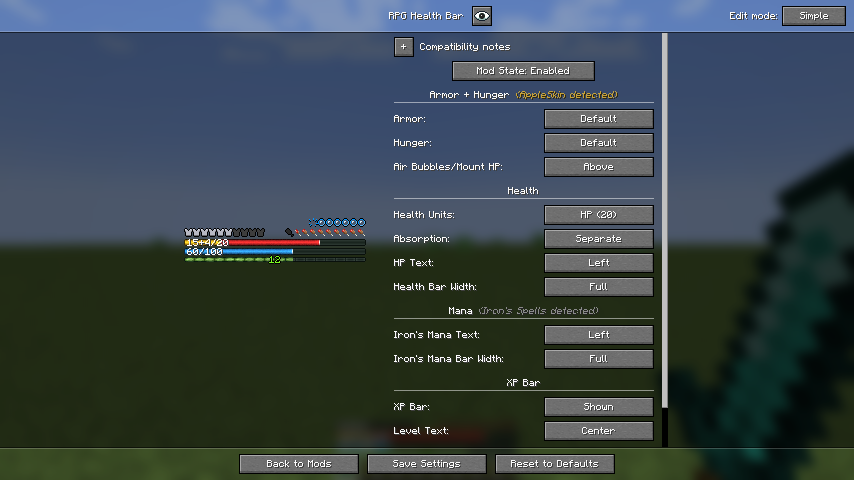 RPG Health Bar
Edit mode: Simple
+ Compatibility notes
Mod State: Enabled
Armor + Hunger (AppleSkin detected)
Armor: Default
Hunger: Default
Air Bubbles/Mount HP: Above
Health
Health Units: HP (20)
Absorption: Separate
HP Text: Left
Health Bar Width: Full
Mana (Iron's Spells detected)
Iron's Mana Text: Left
Iron's Mana Bar Width: Full
XP Bar
XP Bar: Shown
Level Text: Center
15+4/20
60/100
12
Back to Mods
Save Settings
Reset to Defaults